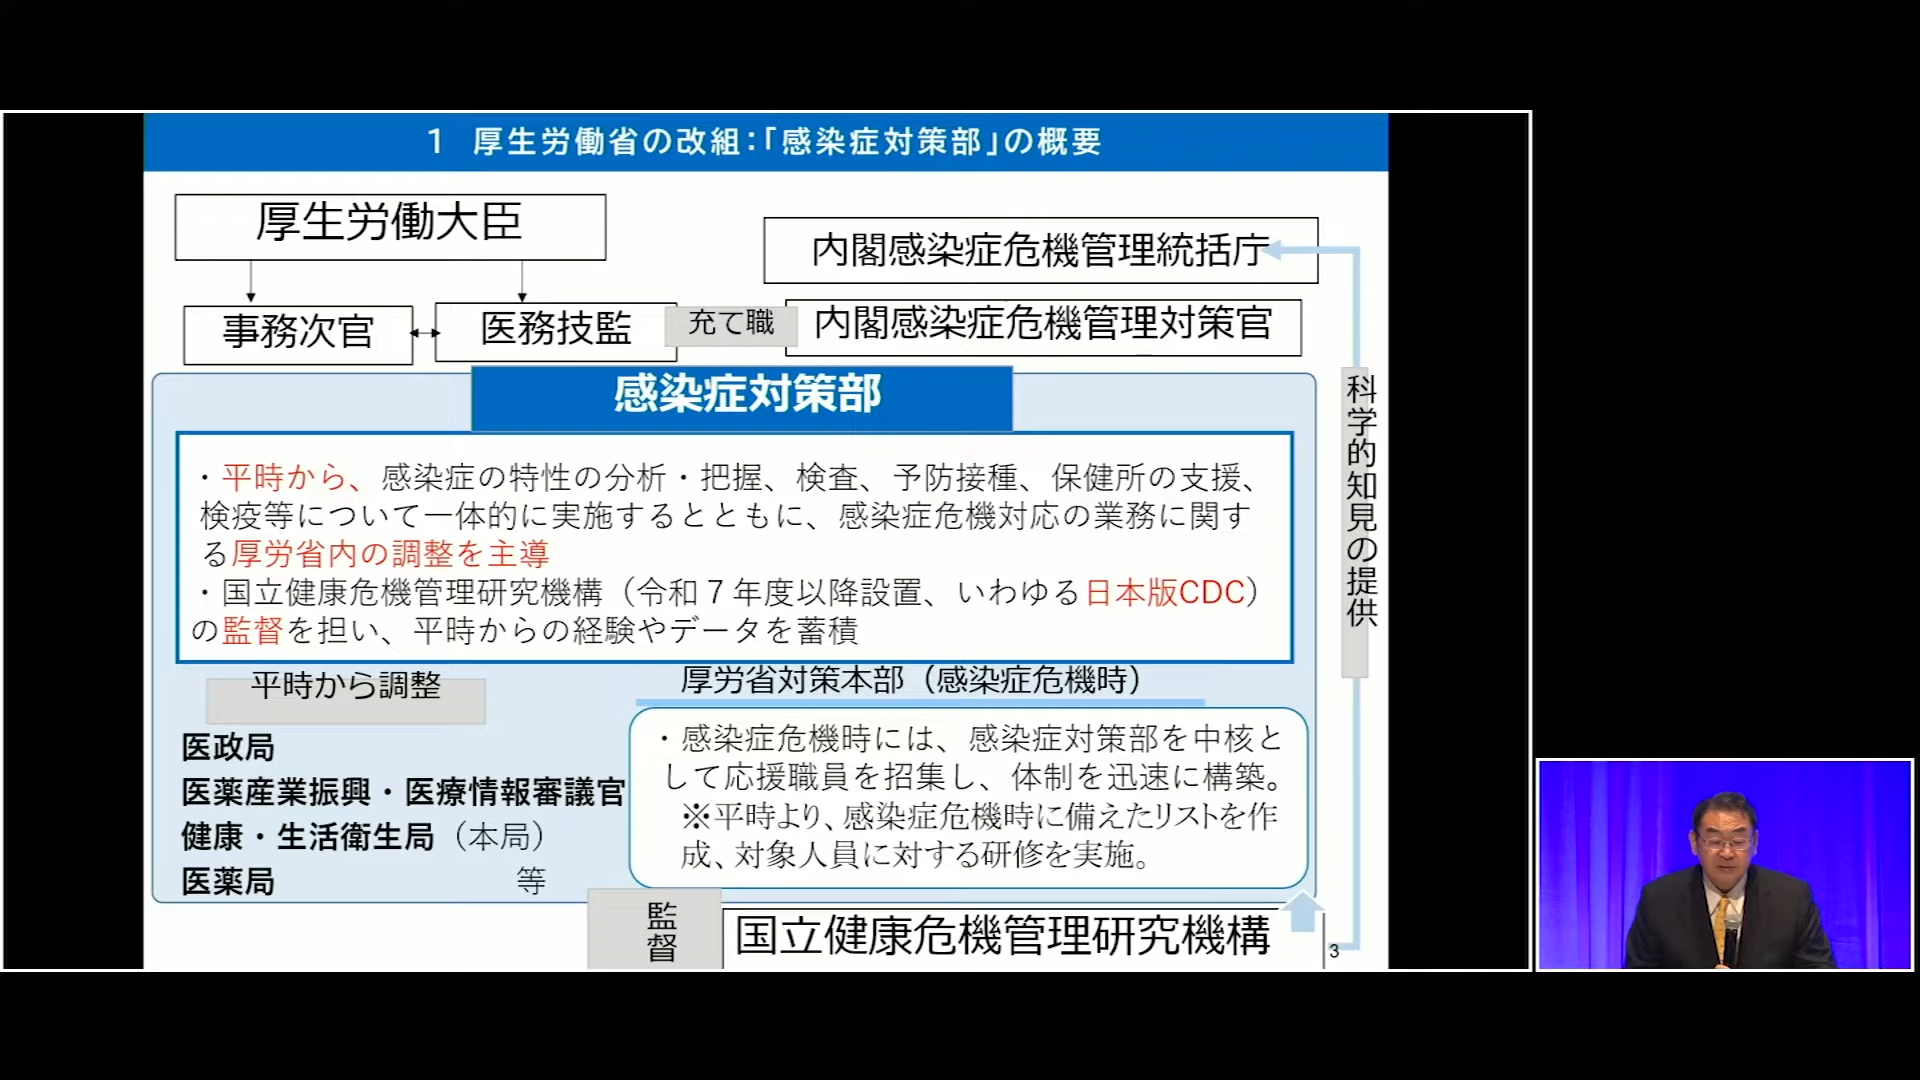 1 厚生労働省の改組：「感染症対策部」の概要
厚生労働大臣
内閣感染症危機管理統括庁
事務次官
医務技監
充て職
内閣感染症危機管理対策官
感染症対策部
・平時から、感染症の特性の分析・把握、検査、予防接種、保健所の支援、
検疫等について一体的に実施するとともに、感染症危機対応の業務に関す
る厚労省内の調整を主導
・国立健康危機管理研究機構（令和７年度以降設置、いわゆる日本版CDC）
の監督を担い、平時からの経験やデータを蓄積
科学的知見の提供
平時から調整
医政局
医薬産業振興・医療情報審議官
健康・生活衛生局（本局）
医薬局 等
厚労省対策本部（感染症危機時）
・感染症危機時には、感染症対策部を中核と
して応援職員を招集し、体制を迅速に構築。
※平時より、感染症危機時に備えたリストを作
成、対象人員に対する研修を実施。
監督
国立健康危機管理研究機構
3